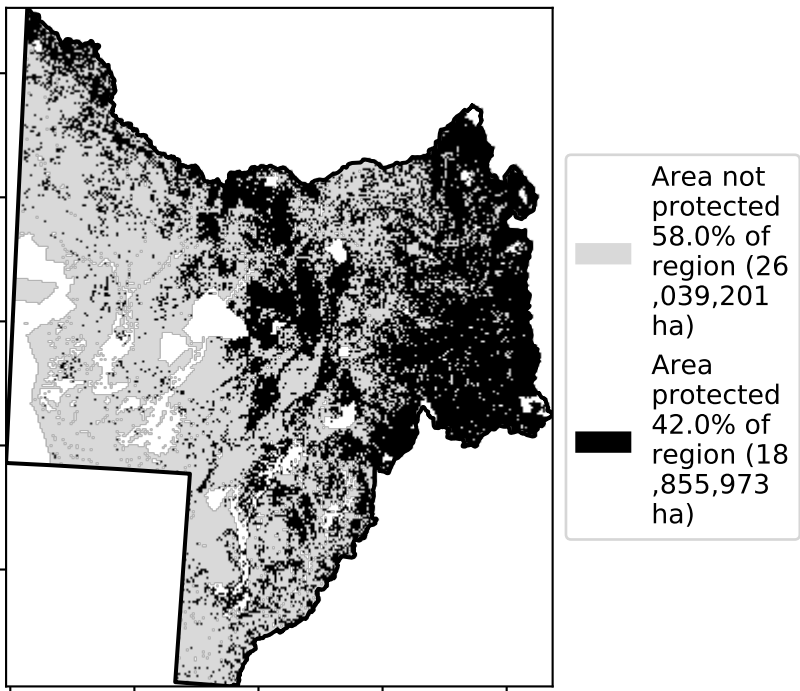 Area not
protected
58.0% of
region (26
,039,201
ha)
Area
protected
42.0% of
region (18
,855,973
ha)